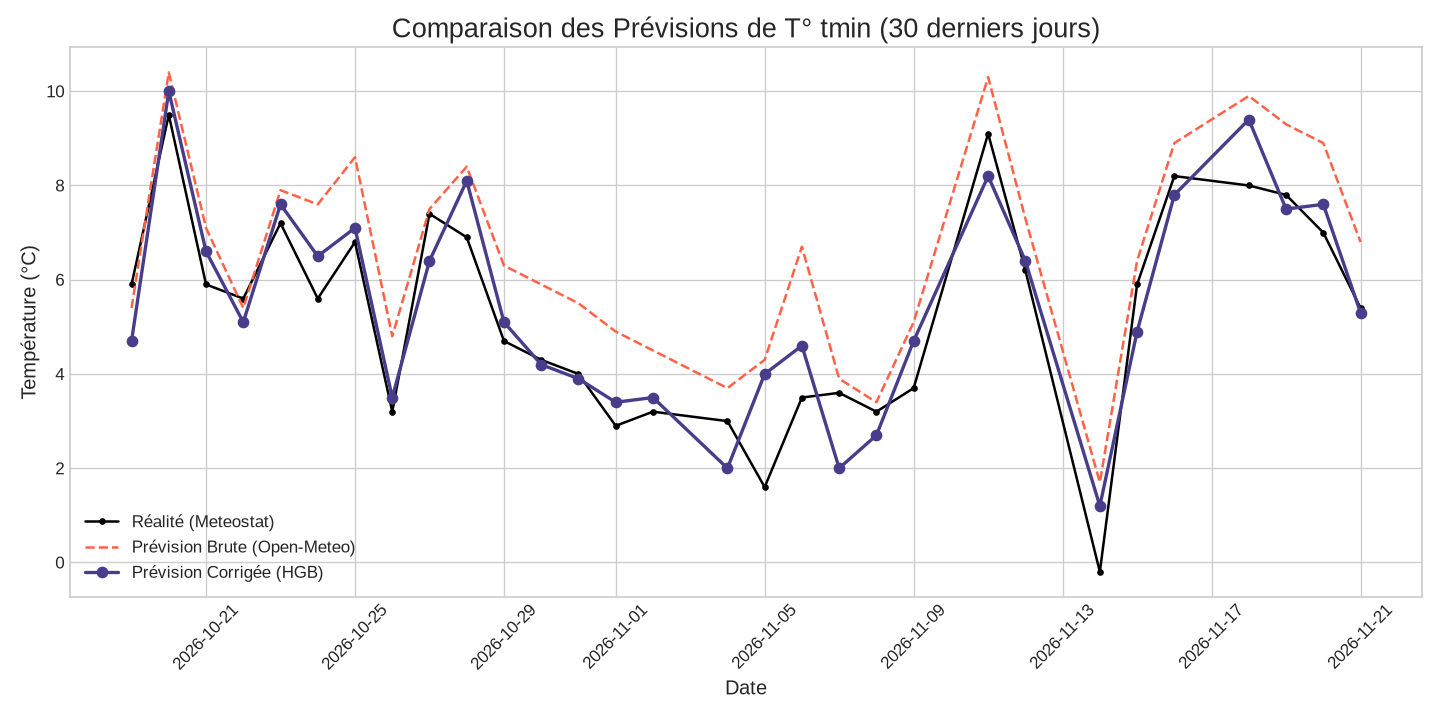 Comparaison des Prévisions de T° tmin (30 derniers jours)
Température (°C)
10
8
6
4
2
0
Réalité (Meteostat)
Prévision Brute (Open-Meteo)
Prévision Corrigée (HGB)
2026-10-21
2026-10-25
2026-10-29
2026-11-01
2026-11-05
2026-11-09
2026-11-13
2026-11-17
2026-11-21
Date